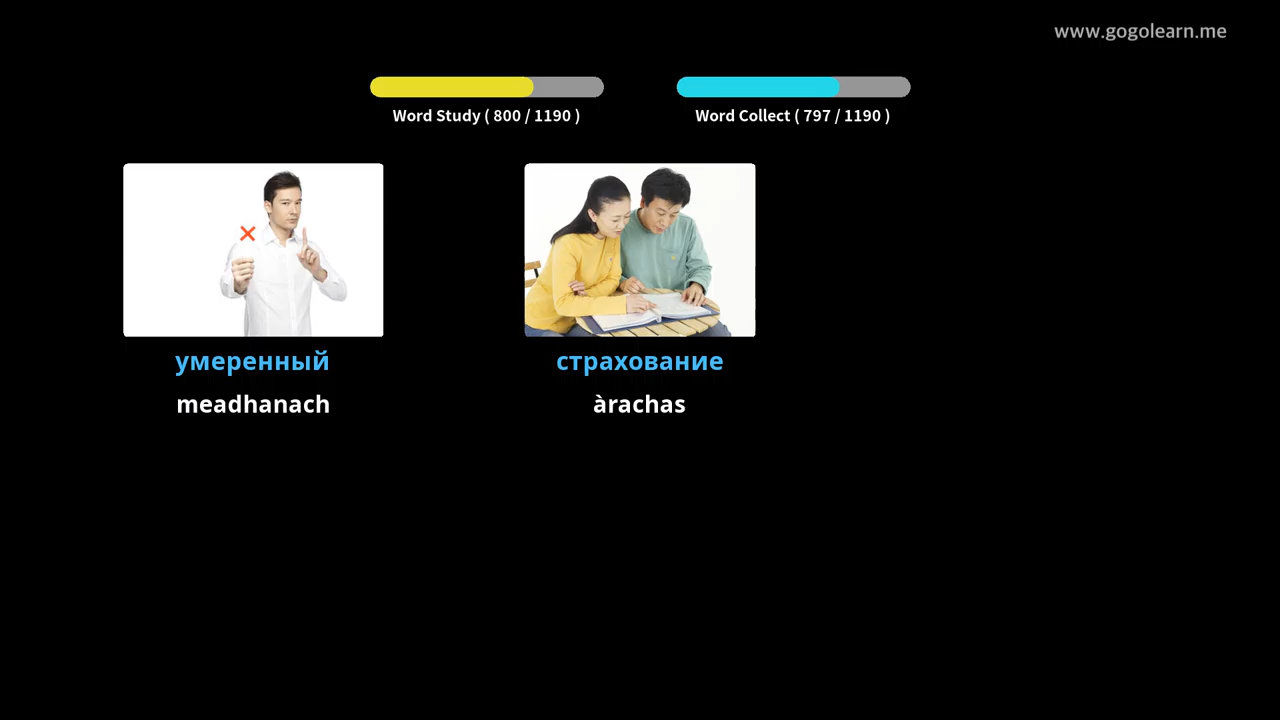 www.gogolearn.me
Word Study ( 800 / 1190 )
Word Collect ( 797 / 1190 )
умеренный
meadhanach
страхование
àrachas